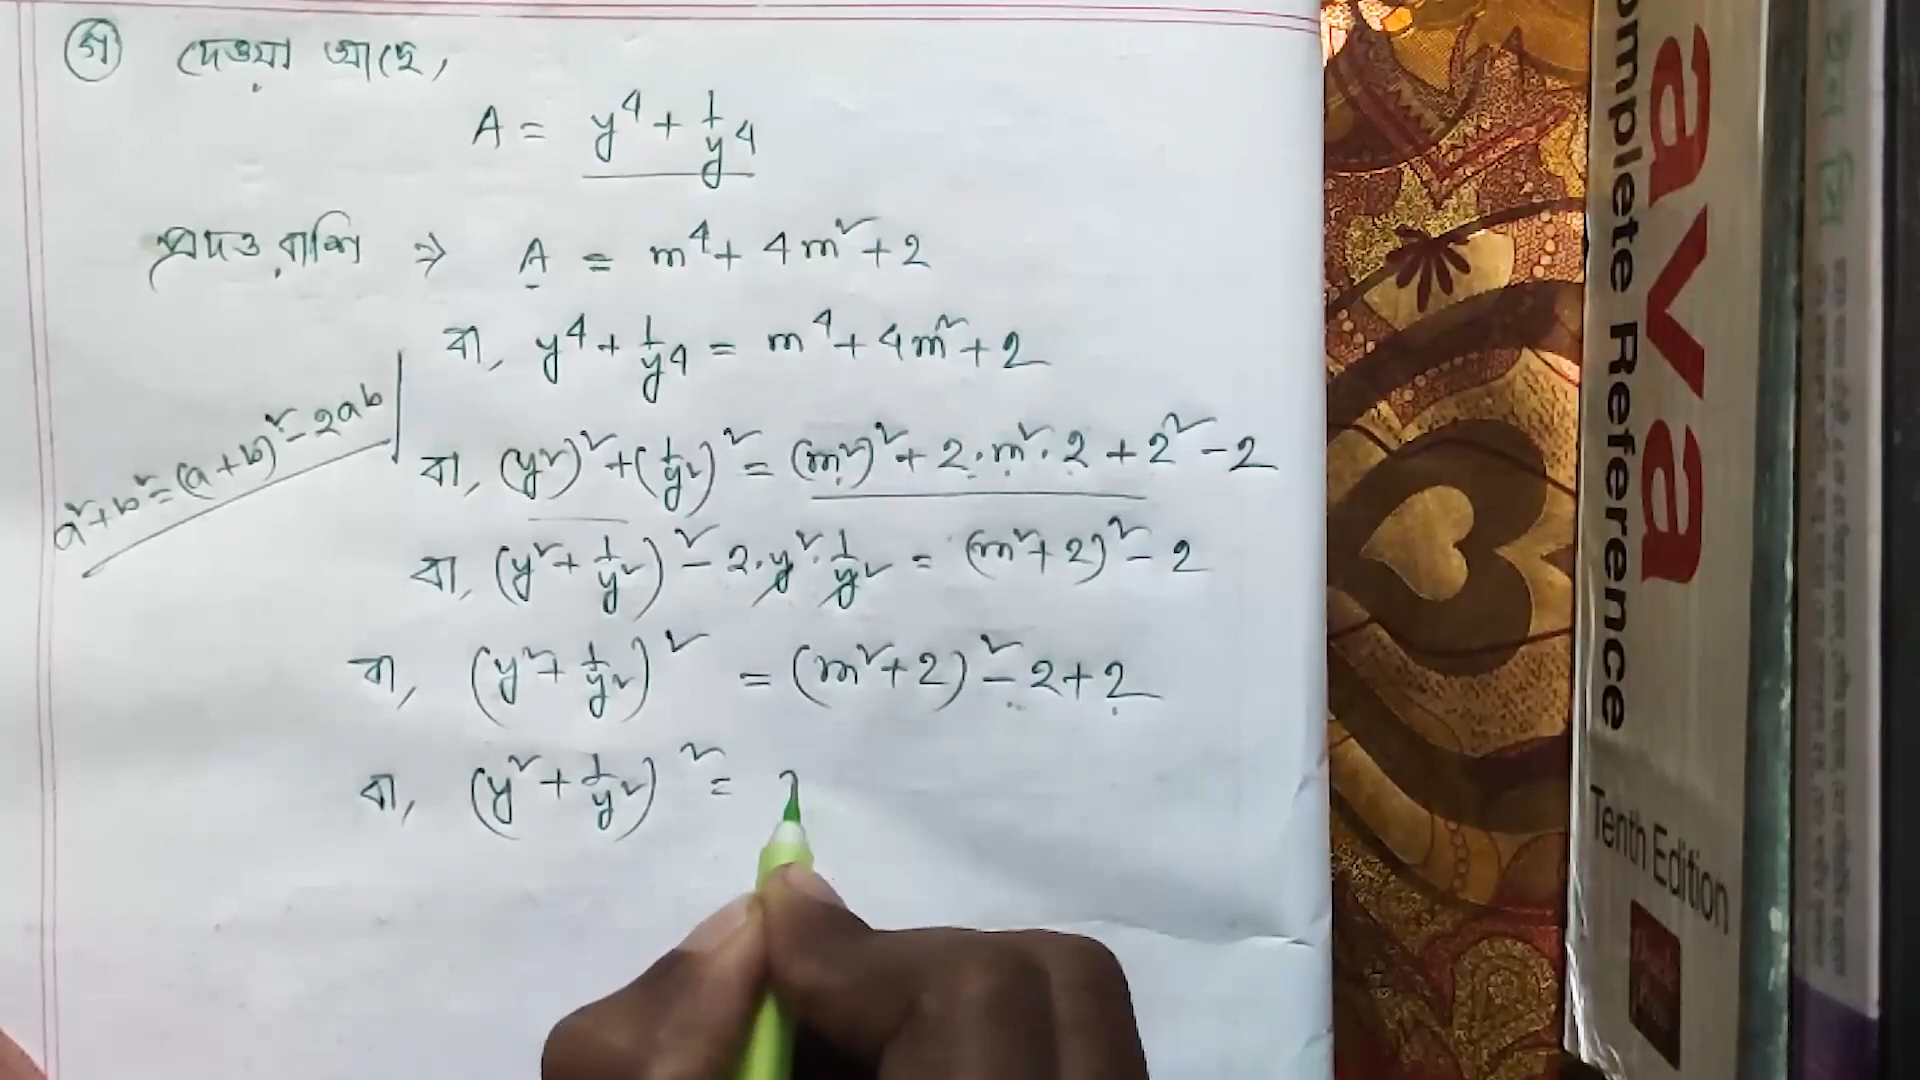 গ দেওয়া আছে,
A = y⁴ + 1/y⁴
প্রদত্ত রাশি ⇒ A = m⁴ + 4m² + 2
বা, y⁴ + 1/y⁴ = m⁴ + 4m² + 2
a² + b² = (a + b)² - 2ab
বা, (y²)² + (1/y²)² = (m²)² + 2 . m² . 2 + 2² - 2
বা, (y² + 1/y²)² - 2 . y² . 1/y² = (m² + 2)² - 2
বা, (y² + 1/y²)² = (m² + 2)² - 2 + 2
বা, (y² + 1/y²)² =
ava
omplete Reference
Tenth Edition